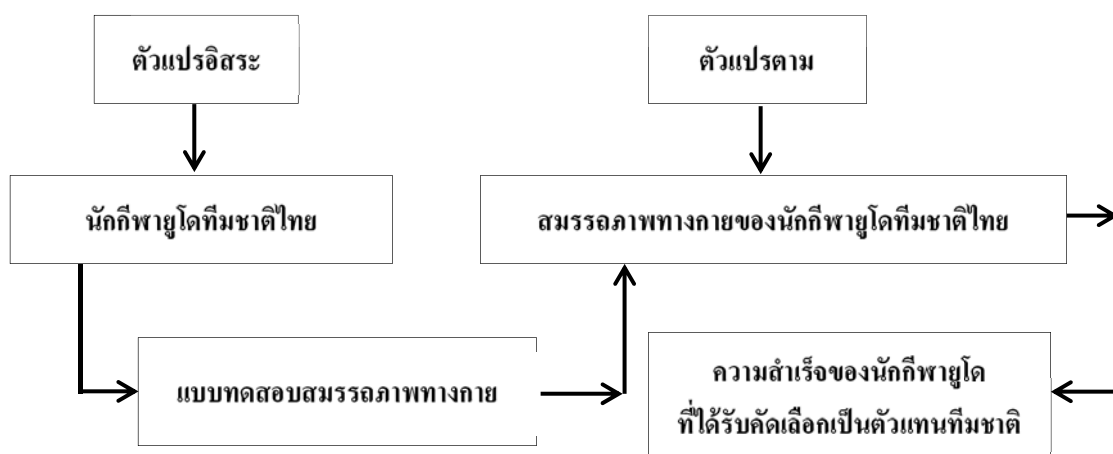 ตัวแปรอิสระ
ตัวแปรตาม
นักกีฬายูโดทีมชาติไทย
สมรรถภาพทางกายของนักกีฬายูโดทีมชาติไทย
แบบทดสอบสมรรถภาพทางกาย
ความสำเร็จของนักกีฬายูโด
ที่ได้รับคัดเลือกเป็นตัวแทนทีมชาติ